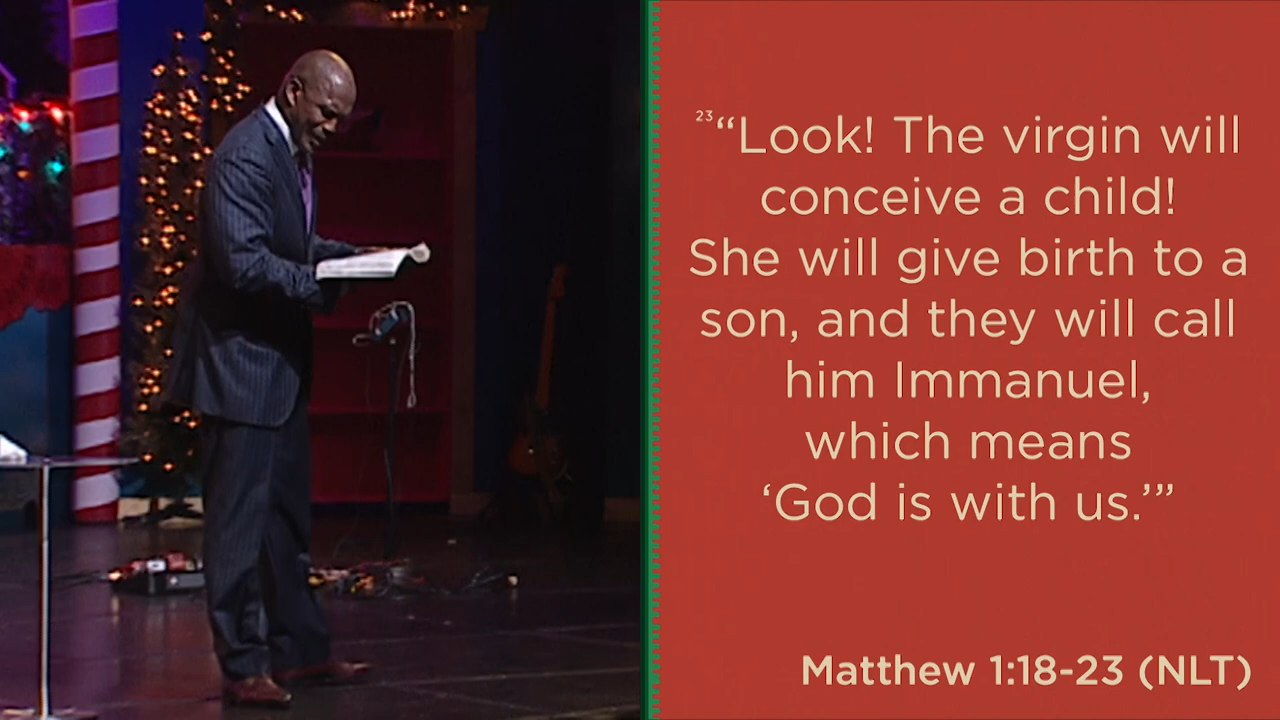 23“Look! The virgin will
conceive a child!
She will give birth to a
son, and they will call
him Immanuel,
which means
‘God is with us.’”
Matthew 1:18-23 (NLT)